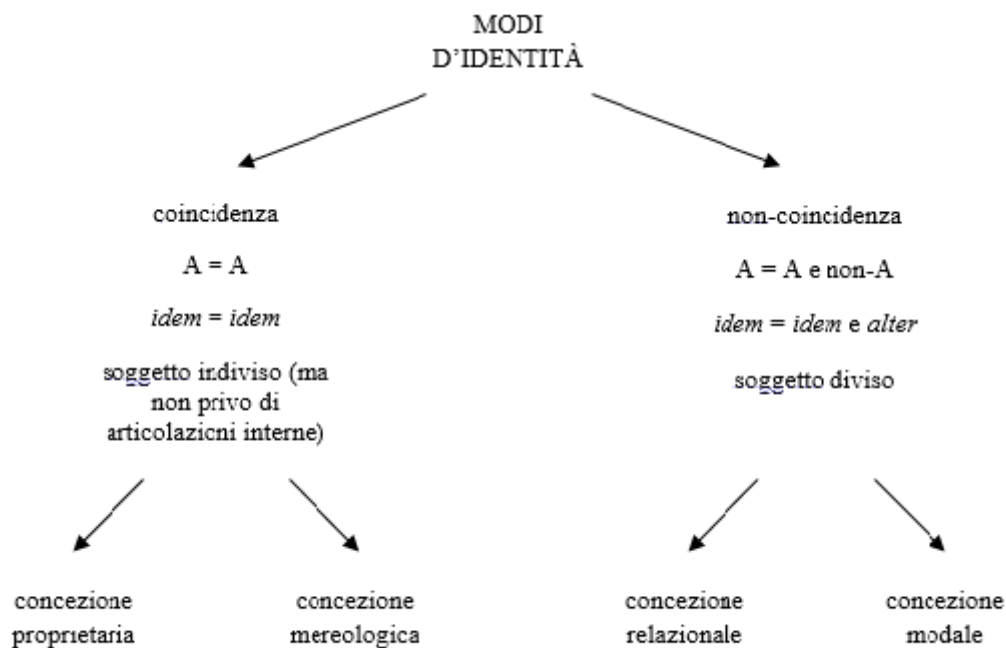 MODI
D'IDENTITÀ
coincidenza
A = A
idem = idem
soggetto indiviso (ma
non privo di
articolazioni interne)
non-coincidenza
A = A e non-A
idem = idem e alter
soggetto diviso
concezione
proprietaria
concezione
mereologica
concezione
relazionale
concezione
modale